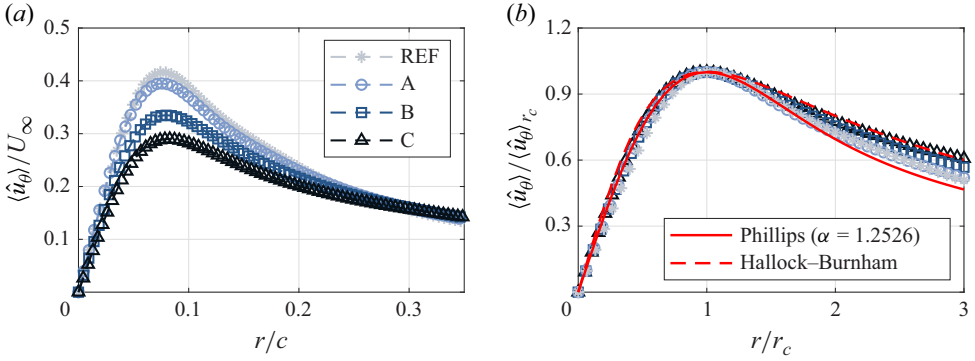 (a)
0.5
0.4
0.3
0.2
0.1
0
0.1
0.2
0.3
⟨û_θ⟩/U_∞
r/c
REF
A
B
C
(b)
1.2
0.9
0.6
0.3
0
1
2
3
⟨û_θ⟩/⟨û_θ⟩_{r_c}
r/r_c
Phillips (α = 1.2526)
Hallock–Burnham